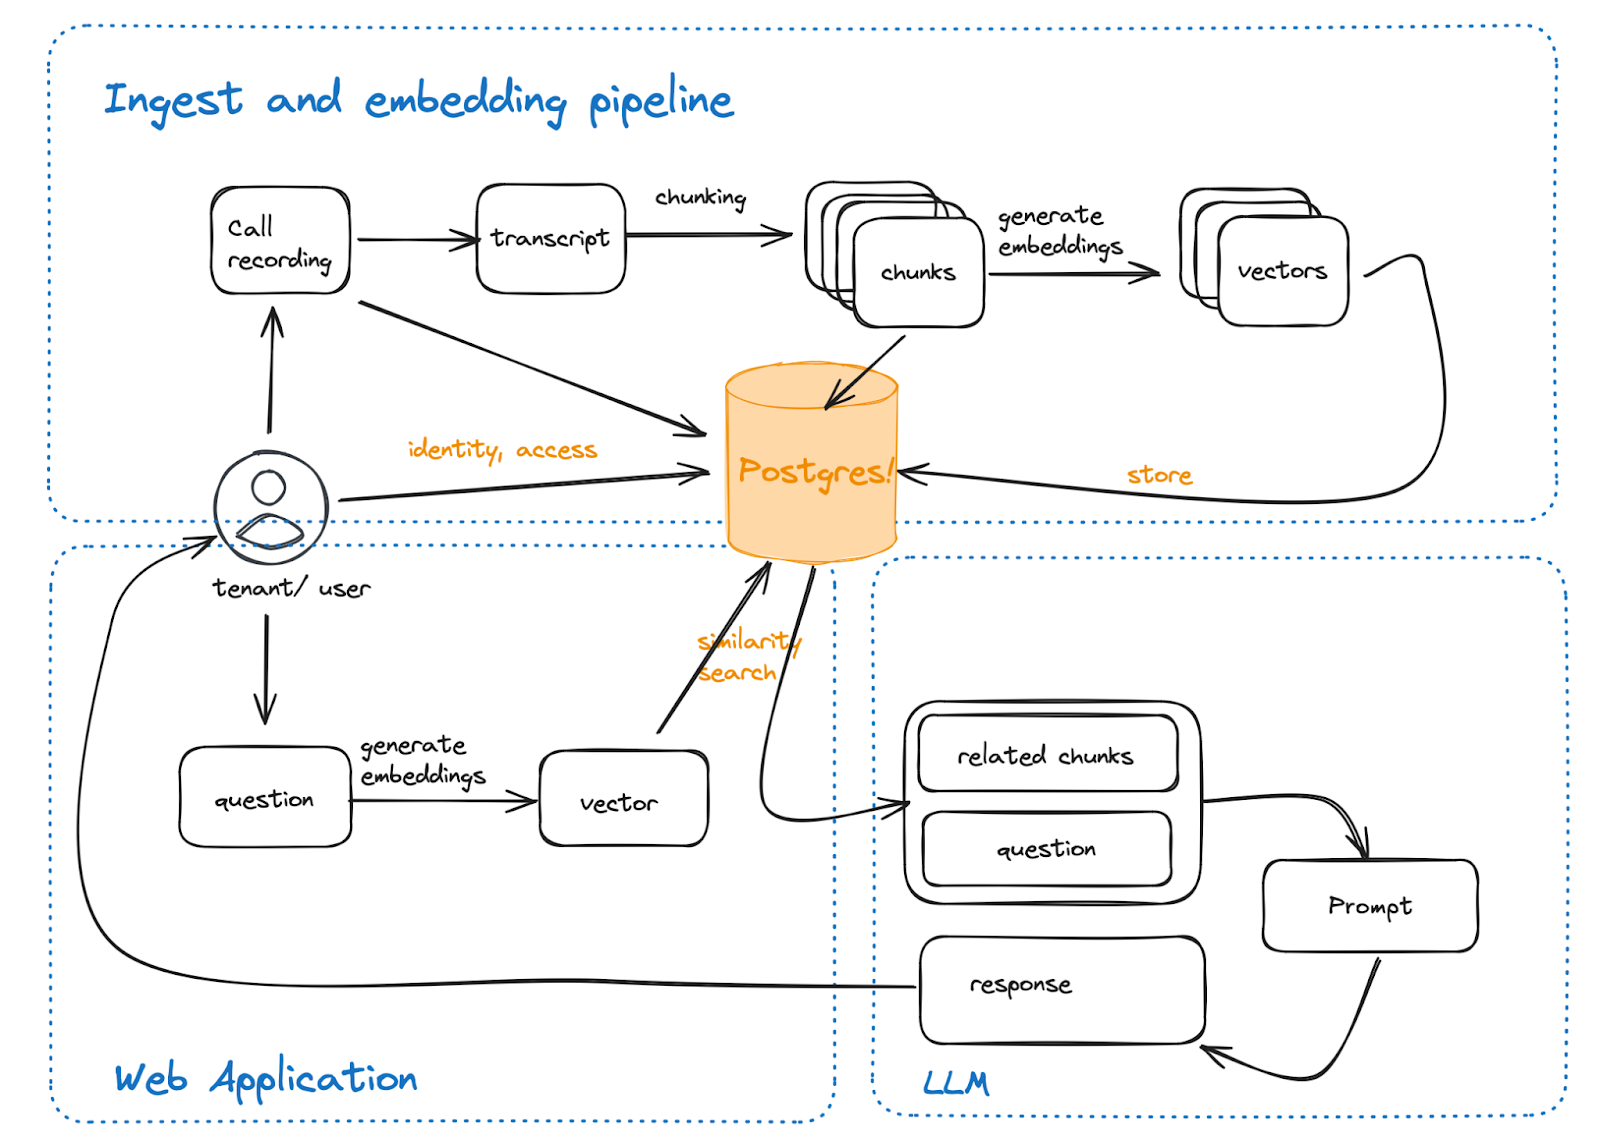 Ingest and embedding pipeline
Call
recording
transcript
chunking
chunks
generate
embeddings
vectors
identity, access
Postgres!
store
tenant/ user
similarity
search
question
generate
embeddings
vector
related chunks
question
Prompt
response
Web Application
LLM